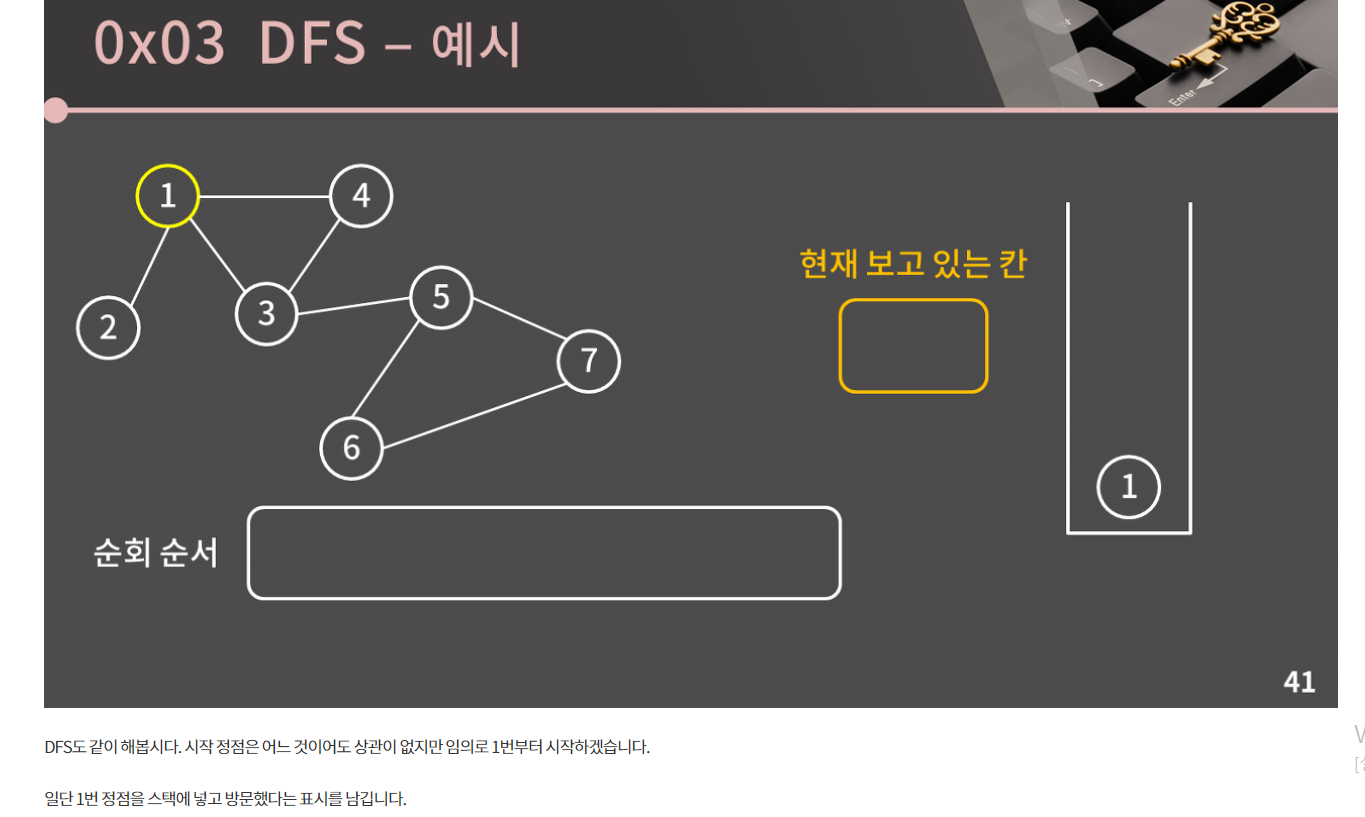 0x03 DFS – 예시
Enter
1
4
현재 보고 있는 칸
5
3
2
7
6
1
순회 순서
41
DFS도 같이 해봅시다. 시작 정점은 어느 것이어도 상관이 없지만 임의로 1번부터 시작하겠습니다.
일단 1번 정점을 스택에 넣고 방문했다는 표시를 남깁니다.